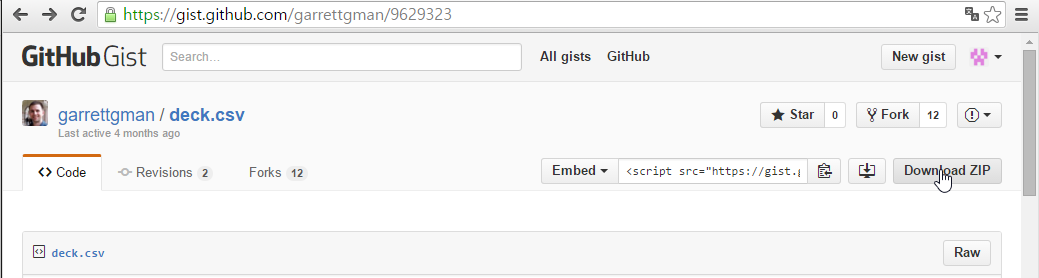 https://gist.github.com/garrettgman/9629323
GitHub Gist Search... All gists GitHub New gist
garrettgman / deck.csv Star 0 Fork 12
Last active 4 months ago
Code Revisions 2 Forks 12 Embed <script src="https://gist.g Download ZIP
deck.csv Raw